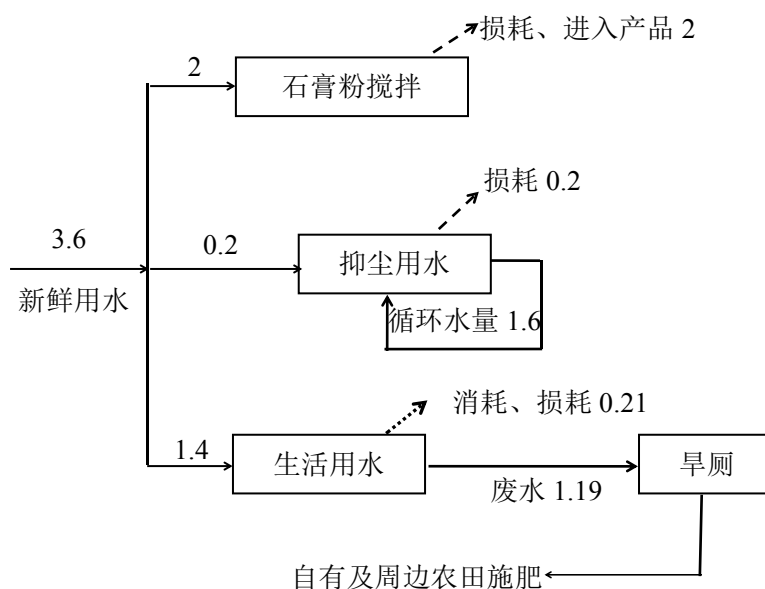 损耗、进入产品 2
2
石膏粉搅拌
损耗 0.2
3.6
0.2
抑尘用水
新鲜用水
循环水量 1.6
消耗、损耗 0.21
1.4
生活用水
旱厕
废水 1.19
自有及周边农田施肥